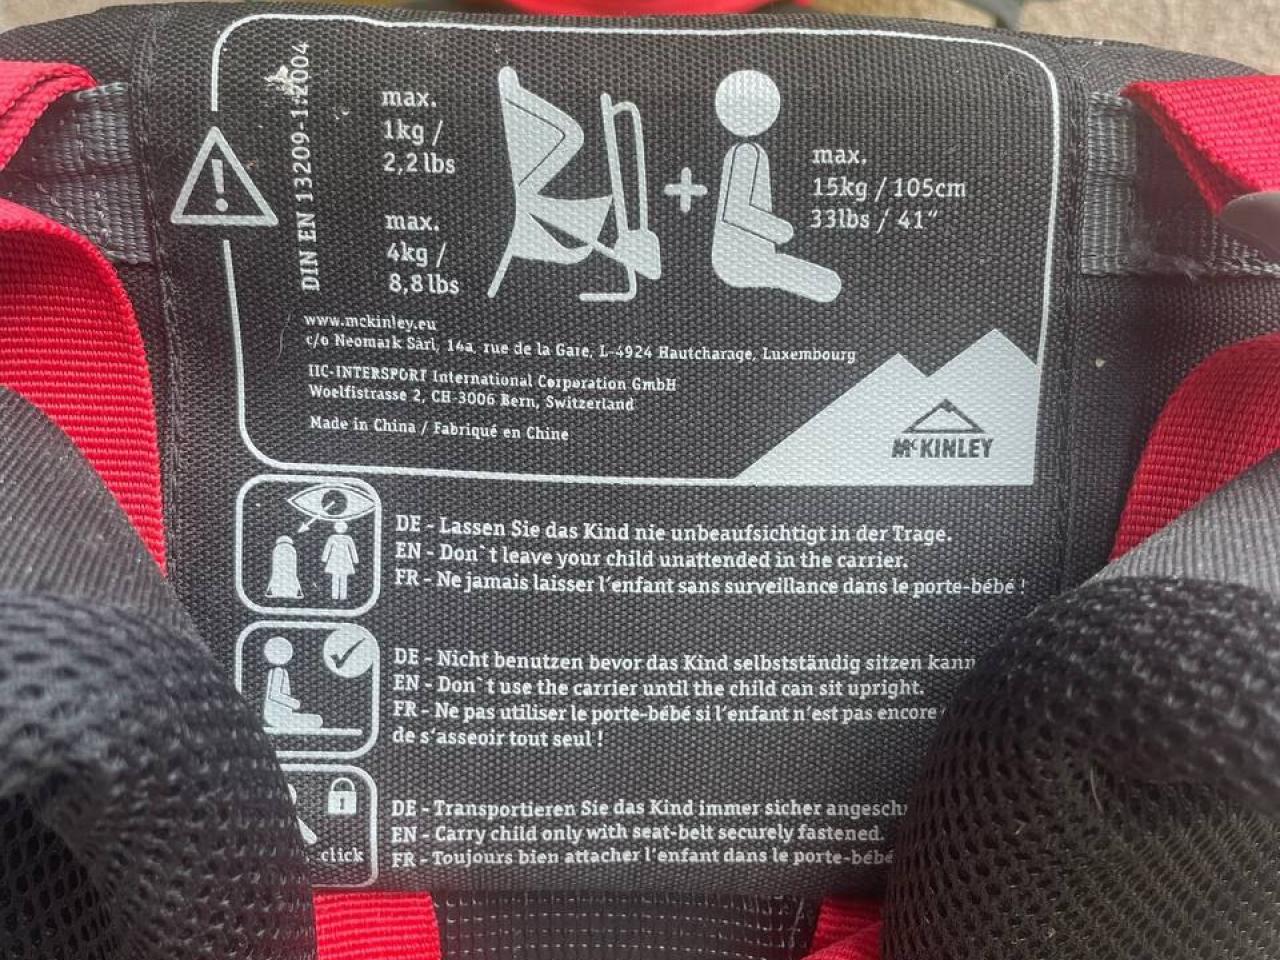 DIN EN 13209-1:2004
max.
1kg /
2,2 lbs
max.
4kg /
8,8 lbs
+
max.
15kg / 105cm
33lbs / 41"
www.mckinley.eu
c/o Neomark Sàrl, 14a, rue de la Gare, L-4924 Hautcharage, Luxembourg
IIC-INTERSPORT International Corporation GmbH
Woelflistrasse 2, CH-3006 Bern, Switzerland
Made in China / Fabriqué en Chine
McKINLEY
DE - Lassen Sie das Kind nie unbeaufsichtigt in der Trage.
EN - Don`t leave your child unattended in the carrier.
FR - Ne jamais laisser l'enfant sans surveillance dans le porte-bébé !
DE - Nicht benutzen bevor das Kind selbstständig sitzen kann
EN - Don`t use the carrier until the child can sit upright.
FR - Ne pas utiliser le porte-bébé si l'enfant n'est pas encore
de s'asseoir tout seul !
DE - Transportieren Sie das Kind immer sicher
EN - Carry child only with seat-belt securely fastened.
click
FR - Toujours bien attacher l'enfant dans le porte-bébé